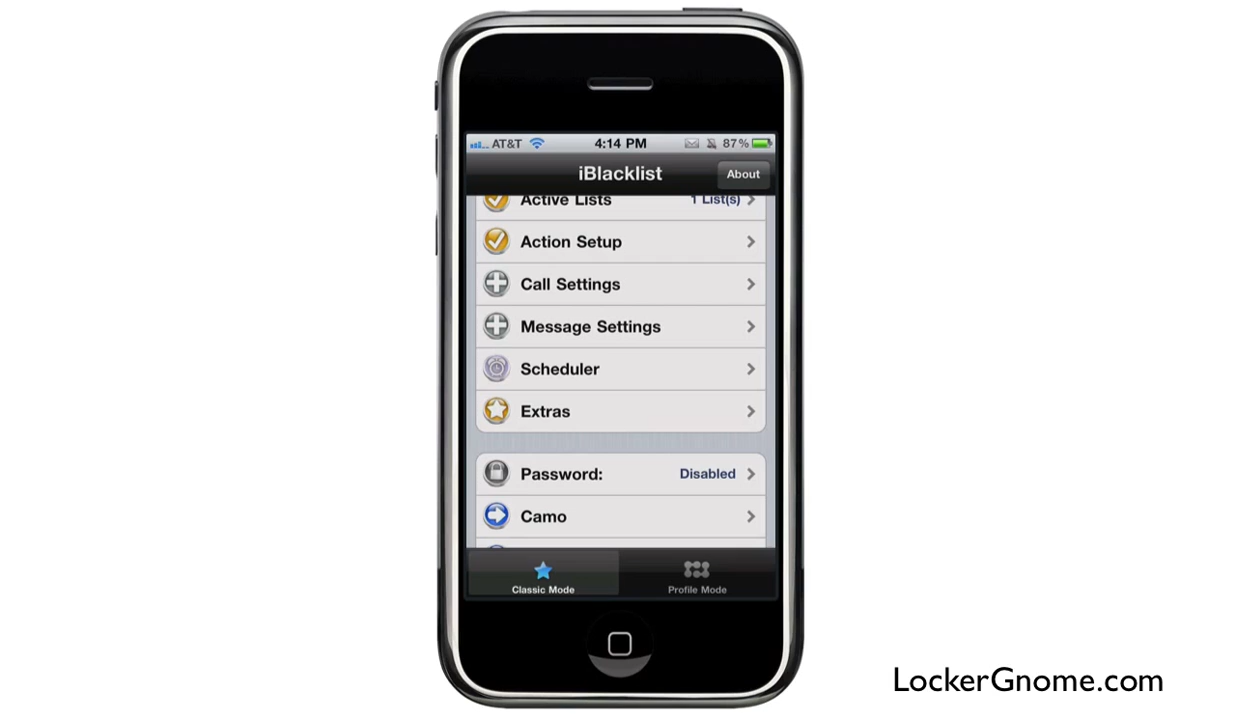 AT&T 4:14 PM 87%
iBlacklist About
Active Lists 1 List(s)
Action Setup
Call Settings
Message Settings
Scheduler
Extras
Password: Disabled
Camo
Classic Mode Profile Mode
LockerGnome.com